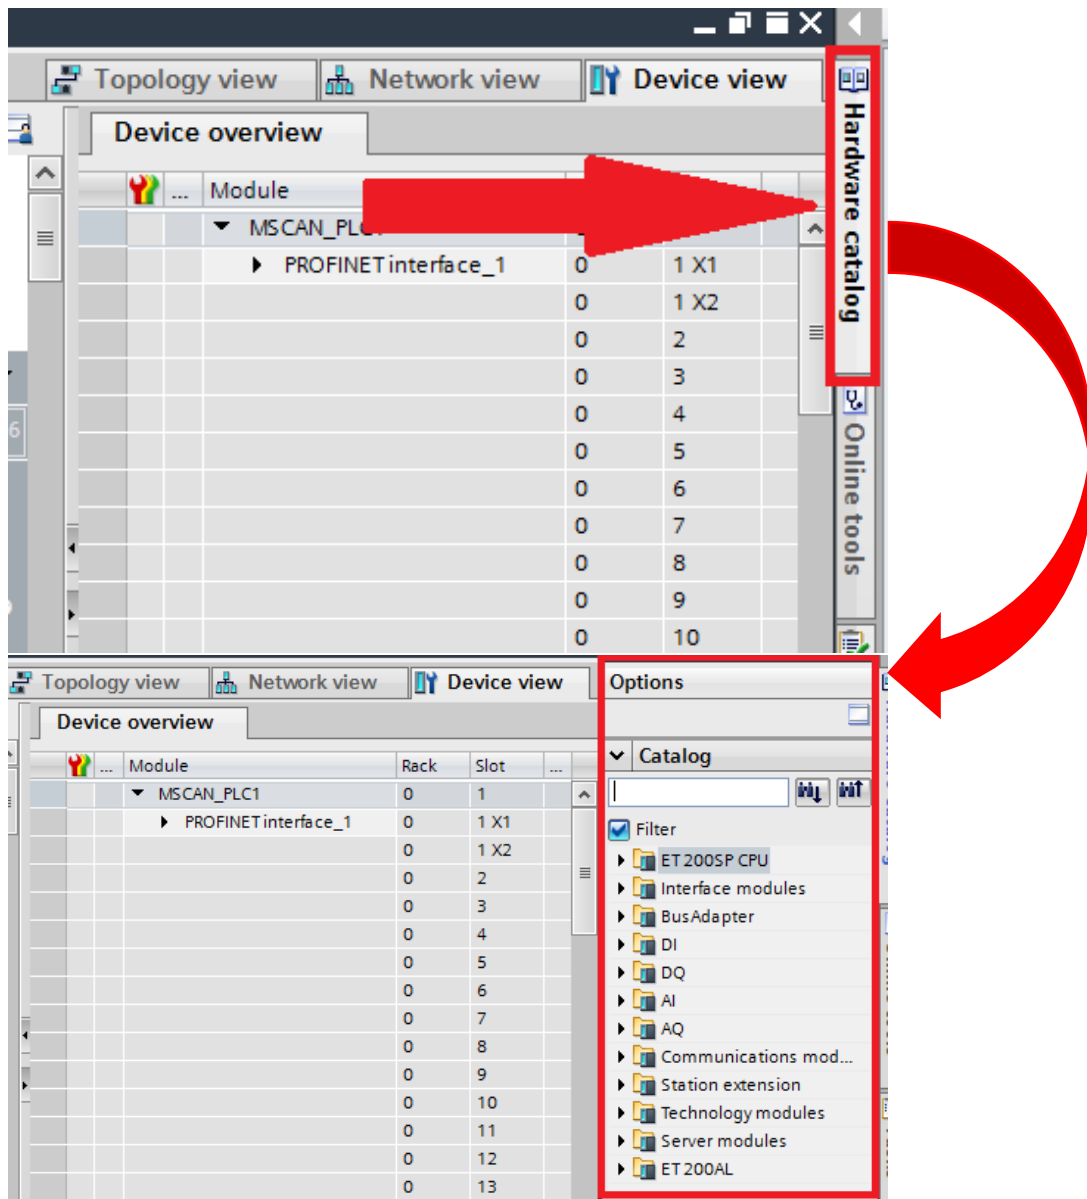 Topology view Network view Device view
Device overview
... Module
MSCAN_PLC1
PROFINET interface_1 0 1 X1
0 1 X2
0 2
0 3
0 4
0 5
0 6
0 7
0 8
0 9
0 10
Hardware catalog
Online tools
6
Topology view Network view Device view
Device overview
... Module Rack Slot ...
MSCAN_PLC1 0 1
PROFINET interface_1 0 1 X1
0 1 X2
0 2
0 3
0 4
0 5
0 6
0 7
0 8
0 9
0 10
0 11
0 12
0 13
Options
Catalog
Filter
ET 200SP CPU
Interface modules
BusAdapter
DI
DQ
AI
AQ
Communications mod...
Station extension
Technology modules
Server modules
ET 200AL